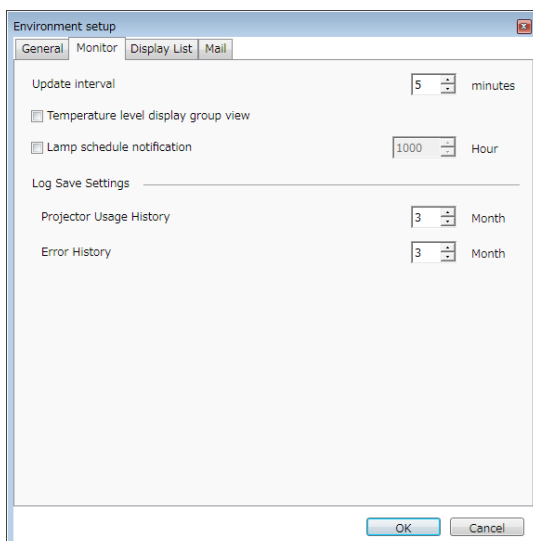 Environment setup
General Monitor Display List Mail
Update interval 5 minutes
Temperature level display group view
Lamp schedule notification 1000 Hour
Log Save Settings
Projector Usage History 3 Month
Error History 3 Month
OK Cancel